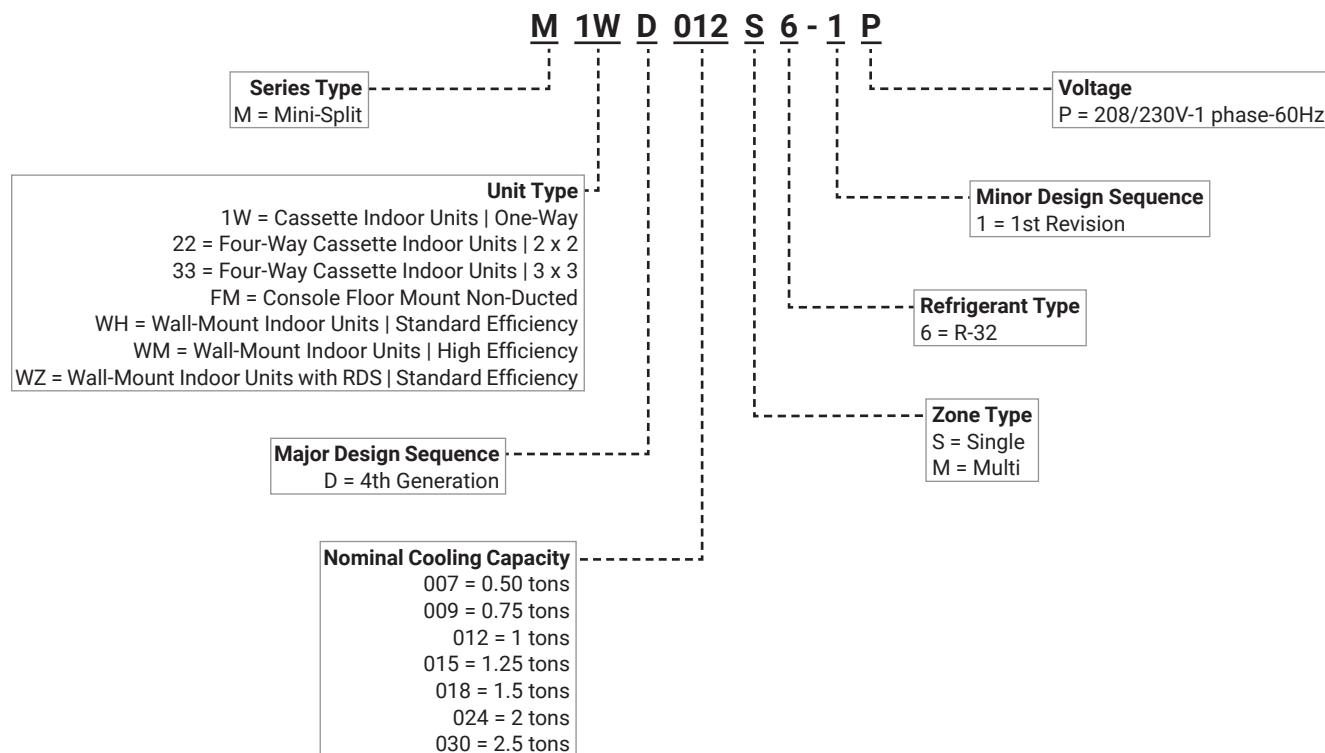 M 1W D 012 S 6 - 1 P
Series Type
M = Mini-Split
Voltage
P = 208/230V-1 phase-60Hz
Unit Type
1W = Cassette Indoor Units | One-Way
22 = Four-Way Cassette Indoor Units | 2 x 2
33 = Four-Way Cassette Indoor Units | 3 x 3
FM = Console Floor Mount Non-Ducted
WH = Wall-Mount Indoor Units | Standard Efficiency
WM = Wall-Mount Indoor Units | High Efficiency
WZ = Wall-Mount Indoor Units with RDS | Standard Efficiency
Minor Design Sequence
1 = 1st Revision
Refrigerant Type
6 = R-32
Zone Type
S = Single
M = Multi
Major Design Sequence
D = 4th Generation
Nominal Cooling Capacity
007 = 0.50 tons
009 = 0.75 tons
012 = 1 tons
015 = 1.25 tons
018 = 1.5 tons
024 = 2 tons
030 = 2.5 tons